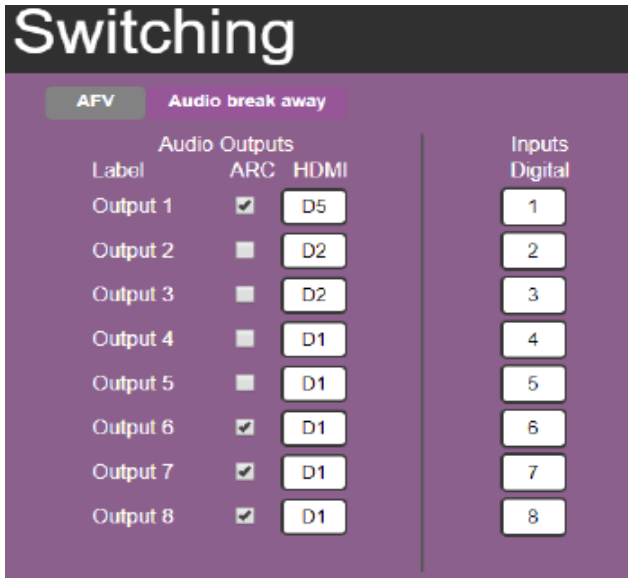 Switching
AFV Audio break away
Audio Outputs Inputs
Label ARC HDMI Digital
Output 1 D5 1
Output 2 D2 2
Output 3 D2 3
Output 4 D1 4
Output 5 D1 5
Output 6 D1 6
Output 7 D1 7
Output 8 D1 8